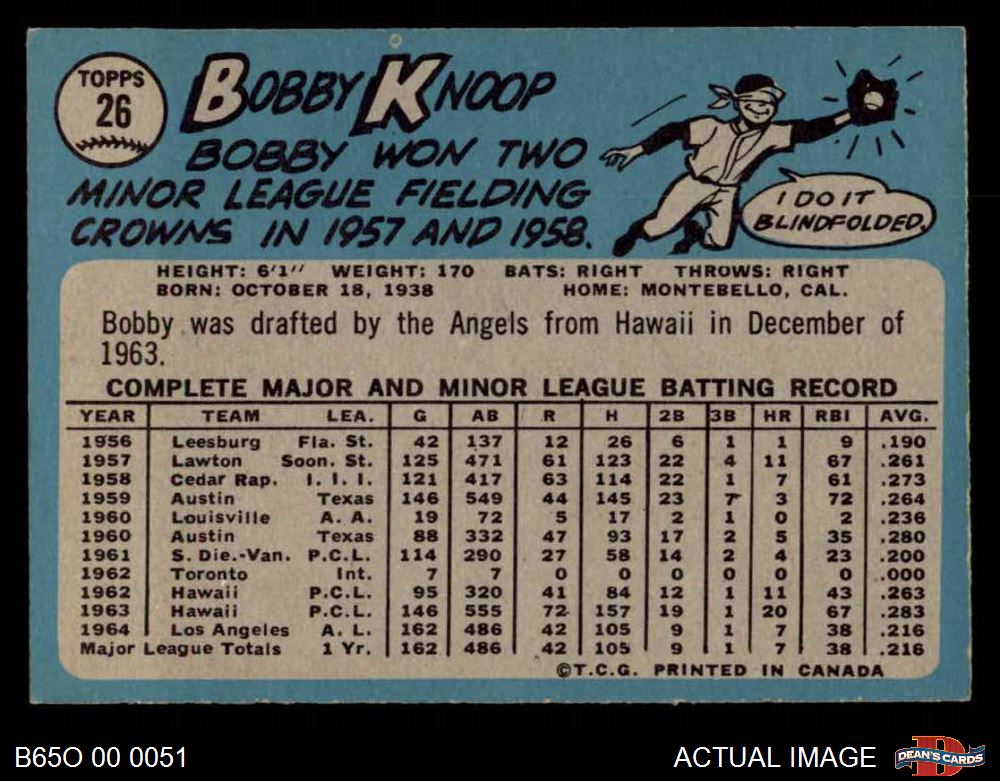 TOPPS
26
BOBBY KNOOP
BOBBY WON TWO
MINOR LEAGUE FIELDING
CROWNS IN 1957 AND 1958.
I DO IT
BLINDFOLDED.
HEIGHT: 6'1" WEIGHT: 170 BATS: RIGHT THROWS: RIGHT
BORN: OCTOBER 18, 1938 HOME: MONTEBELLO, CAL.
Bobby was drafted by the Angels from Hawaii in December of
1963.
COMPLETE MAJOR AND MINOR LEAGUE BATTING RECORD
YEAR TEAM LEA. G AB R H 2B 3B HR RBI AVG.
1956 Leesburg Fla. St. 42 137 12 26 6 1 1 9 .190
1957 Lawton Soon. St. 125 471 61 123 22 4 11 67 .261
1958 Cedar Rap. I. I. I. 121 417 63 114 22 1 7 61 .273
1959 Austin Texas 146 549 44 145 23 7 3 72 .264
1960 Louisville A. A. 19 72 5 17 2 1 0 2 .236
1960 Austin Texas 88 332 47 93 17 2 5 35 .280
1961 S. Die.-Van. P.C.L. 114 290 27 58 14 2 4 23 .200
1962 Toronto Int. 7 7 0 0 0 0 0 0 .000
1962 Hawaii P.C.L. 95 320 41 84 12 1 11 43 .263
1963 Hawaii P.C.L. 146 555 72 157 19 1 20 67 .283
1964 Los Angeles A. L. 162 486 42 105 9 1 7 38 .216
Major League Totals 1 Yr. 162 486 42 105 9 1 7 38 .216
©T.C.G. PRINTED IN CANADA
B65O 00 0051
ACTUAL IMAGE
DEAN'S CARDS